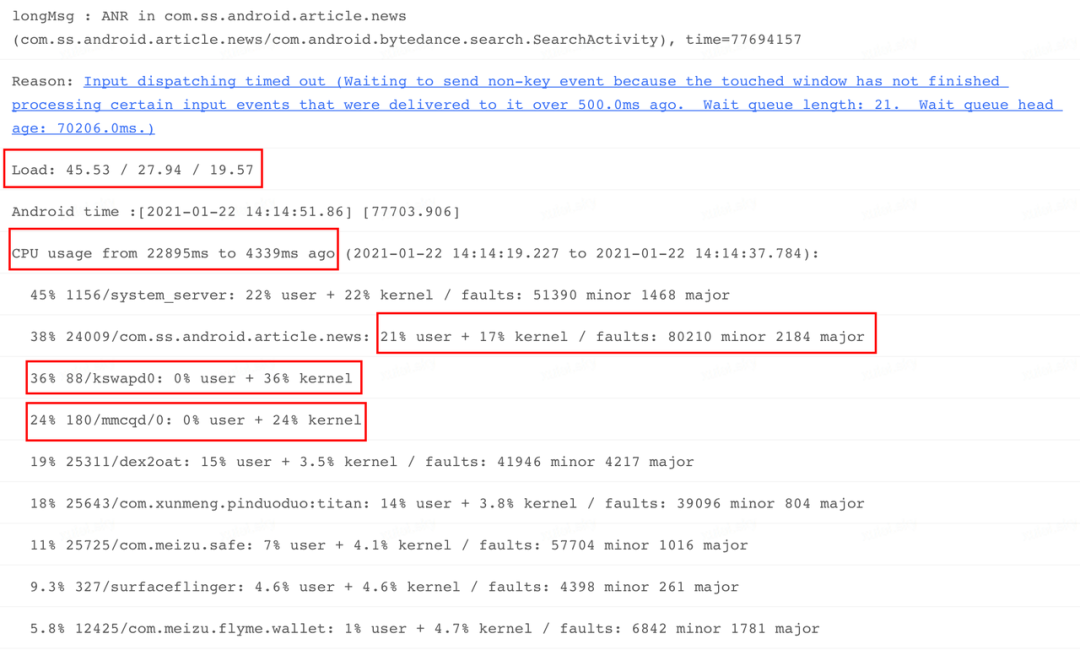 longMsg : ANR in com.ss.android.article.news
(com.ss.android.article.news/com.android.bytedance.search.SearchActivity), time=77694157
Reason: Input dispatching timed out (Waiting to send non-key event because the touched window has not finished
processing certain input events that were delivered to it over 500.0ms ago.  Wait queue length: 21.  Wait queue head
age: 70206.0ms.)
Load: 45.53 / 27.94 / 19.57
Android time :[2021-01-22 14:14:51.86] [77703.906]
CPU usage from 22895ms to 4339ms ago (2021-01-22 14:14:19.227 to 2021-01-22 14:14:37.784):
45% 1156/system_server: 22% user + 22% kernel / faults: 51390 minor 1468 major
38% 24009/com.ss.android.article.news: 21% user + 17% kernel / faults: 80210 minor 2184 major
36% 88/kswapd0: 0% user + 36% kernel
24% 180/mmcqd/0: 0% user + 24% kernel
19% 25311/dex2oat: 15% user + 3.5% kernel / faults: 41946 minor 4217 major
18% 25643/com.xunmeng.pinduoduo:titan: 14% user + 3.8% kernel / faults: 39096 minor 804 major
11% 25725/com.meizu.safe: 7% user + 4.1% kernel / faults: 57704 minor 1016 major
9.3% 327/surfaceflinger: 4.6% user + 4.6% kernel / faults: 4398 minor 261 major
5.8% 12425/com.meizu.flyme.wallet: 1% user + 4.7% kernel / faults: 6842 minor 1781 major